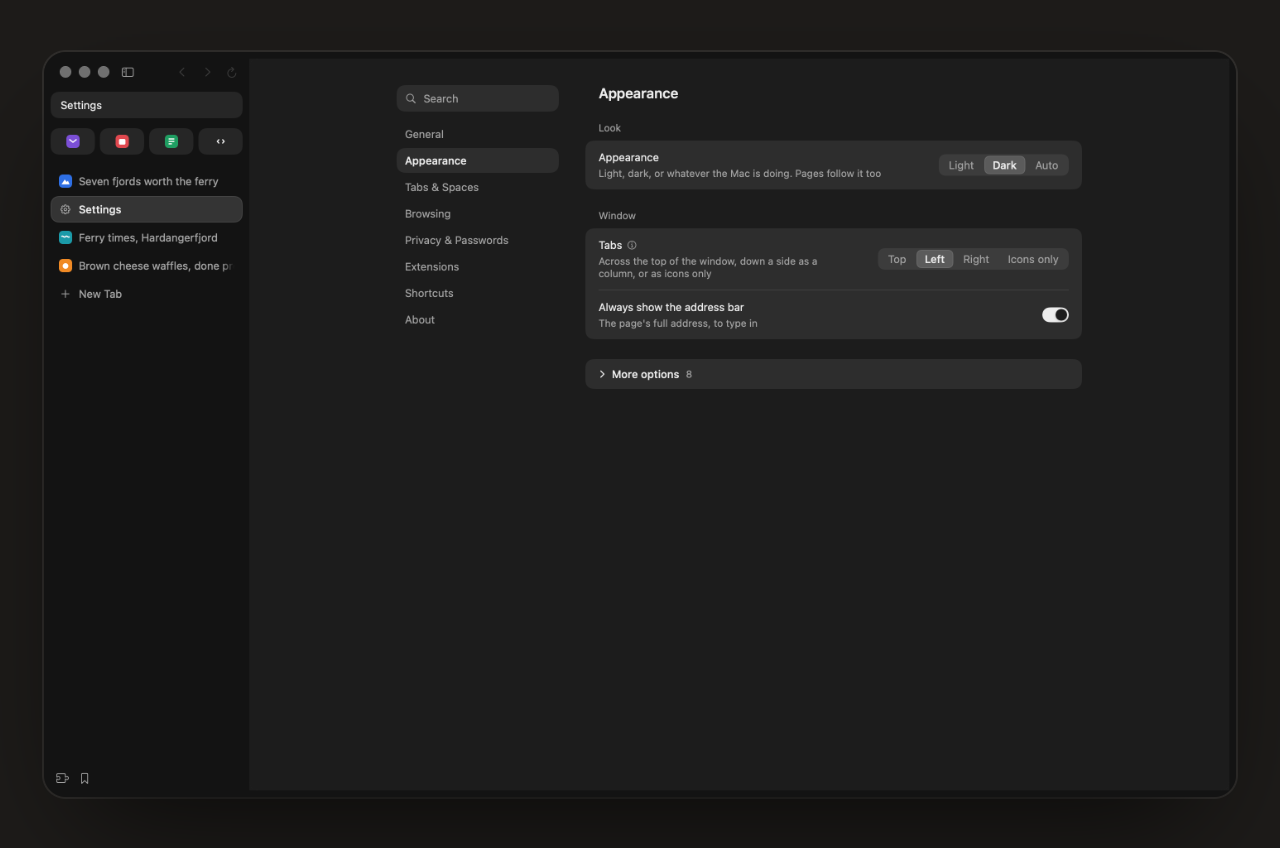 Settings
Seven fjords worth the ferry
Settings
Ferry times, Hardangerfjord
Brown cheese waffles, done pr
New Tab
Search
General
Appearance
Tabs & Spaces
Browsing
Privacy & Passwords
Extensions
Shortcuts
About
Appearance
Look
Appearance
Light, dark, or whatever the Mac is doing. Pages follow it too
Light Dark Auto
Window
Tabs
Across the top of the window, down a side as a
column, or as icons only
Top Left Right Icons only
Always show the address bar
The page's full address, to type in
More options 8